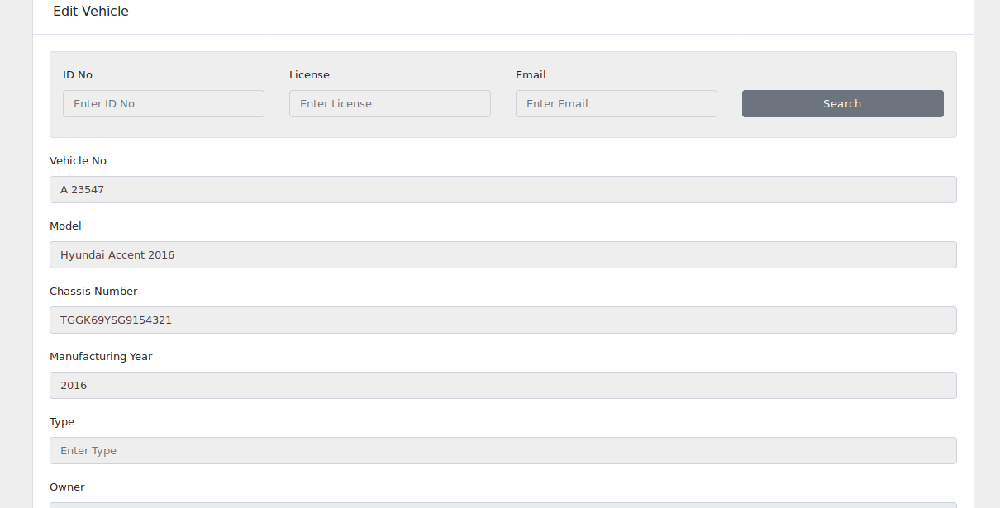 Edit Vehicle
ID No
License
Email
Enter ID No
Enter License
Enter Email
Search
Vehicle No
A 23547
Model
Hyundai Accent 2016
Chassis Number
TGGK69YSG9154321
Manufacturing Year
2016
Type
Enter Type
Owner